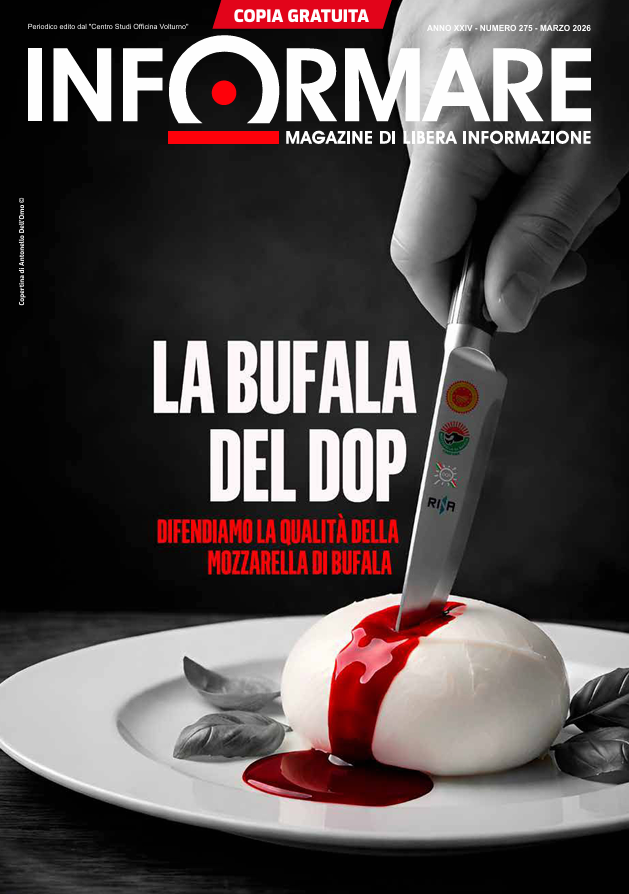 COPIA GRATUITA
Periodico edito dal "Centro Studi Officina Volturno"
ANNO XXIV - NUMERO 275 - MARZO 2026
INFORMARE
MAGAZINE DI LIBERA INFORMAZIONE
Copertina di Antonello Dell'Omo ©
LA BUFALA
DEL DOP
DIFENDIAMO LA QUALITÀ DELLA
MOZZARELLA DI BUFALA
RINA